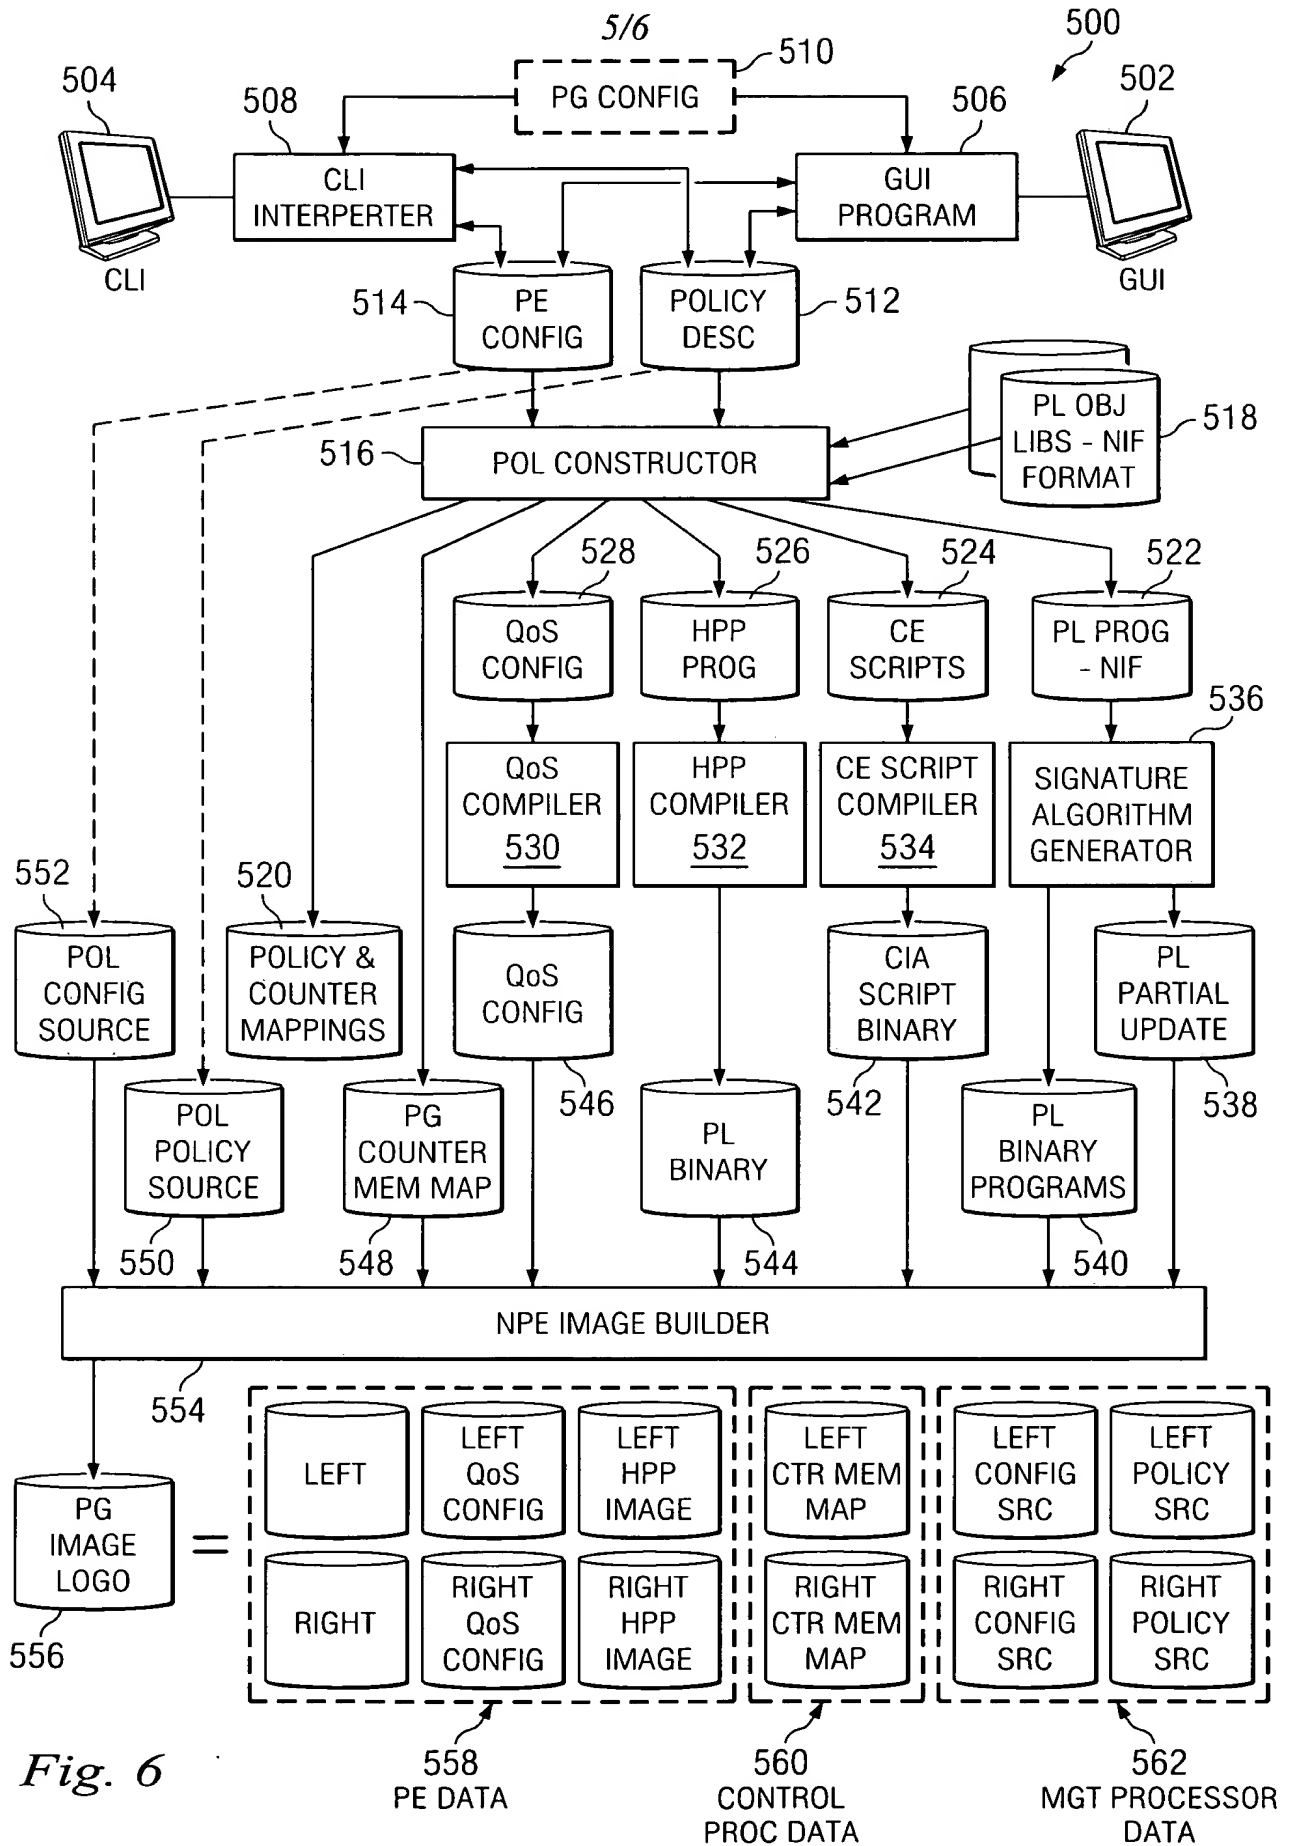 5/6
500
510
PG CONFIG
504
508
506
502
CLI
INTERPERTER
GUI
PROGRAM
CLI
GUI
514
PE
CONFIG
POLICY
DESC
512
PL OBJ
LIBS - NIF
FORMAT
518
516
POL CONSTRUCTOR
528
526
524
522
QoS
CONFIG
HPP
PROG
CE
SCRIPTS
PL PROG
- NIF
536
QoS
COMPILER
530
HPP
COMPILER
532
CE SCRIPT
COMPILER
534
SIGNATURE
ALGORITHM
GENERATOR
552
520
POL
CONFIG
SOURCE
POLICY &
COUNTER
MAPPINGS
QoS
CONFIG
CIA
SCRIPT
BINARY
PL
PARTIAL
UPDATE
546
542
538
POL
POLICY
SOURCE
PG
COUNTER
MEM MAP
PL
BINARY
PL
BINARY
PROGRAMS
550
548
544
540
NPE IMAGE BUILDER
554
PG
IMAGE
LOGO
=
556
LEFT
LEFT
QoS
CONFIG
LEFT
HPP
IMAGE
LEFT
CTR MEM
MAP
LEFT
CONFIG
SRC
LEFT
POLICY
SRC
RIGHT
RIGHT
QoS
CONFIG
RIGHT
HPP
IMAGE
RIGHT
CTR MEM
MAP
RIGHT
CONFIG
SRC
RIGHT
POLICY
SRC
558
PE DATA
560
CONTROL
PROC DATA
562
MGT PROCESSOR
DATA
Fig. 6